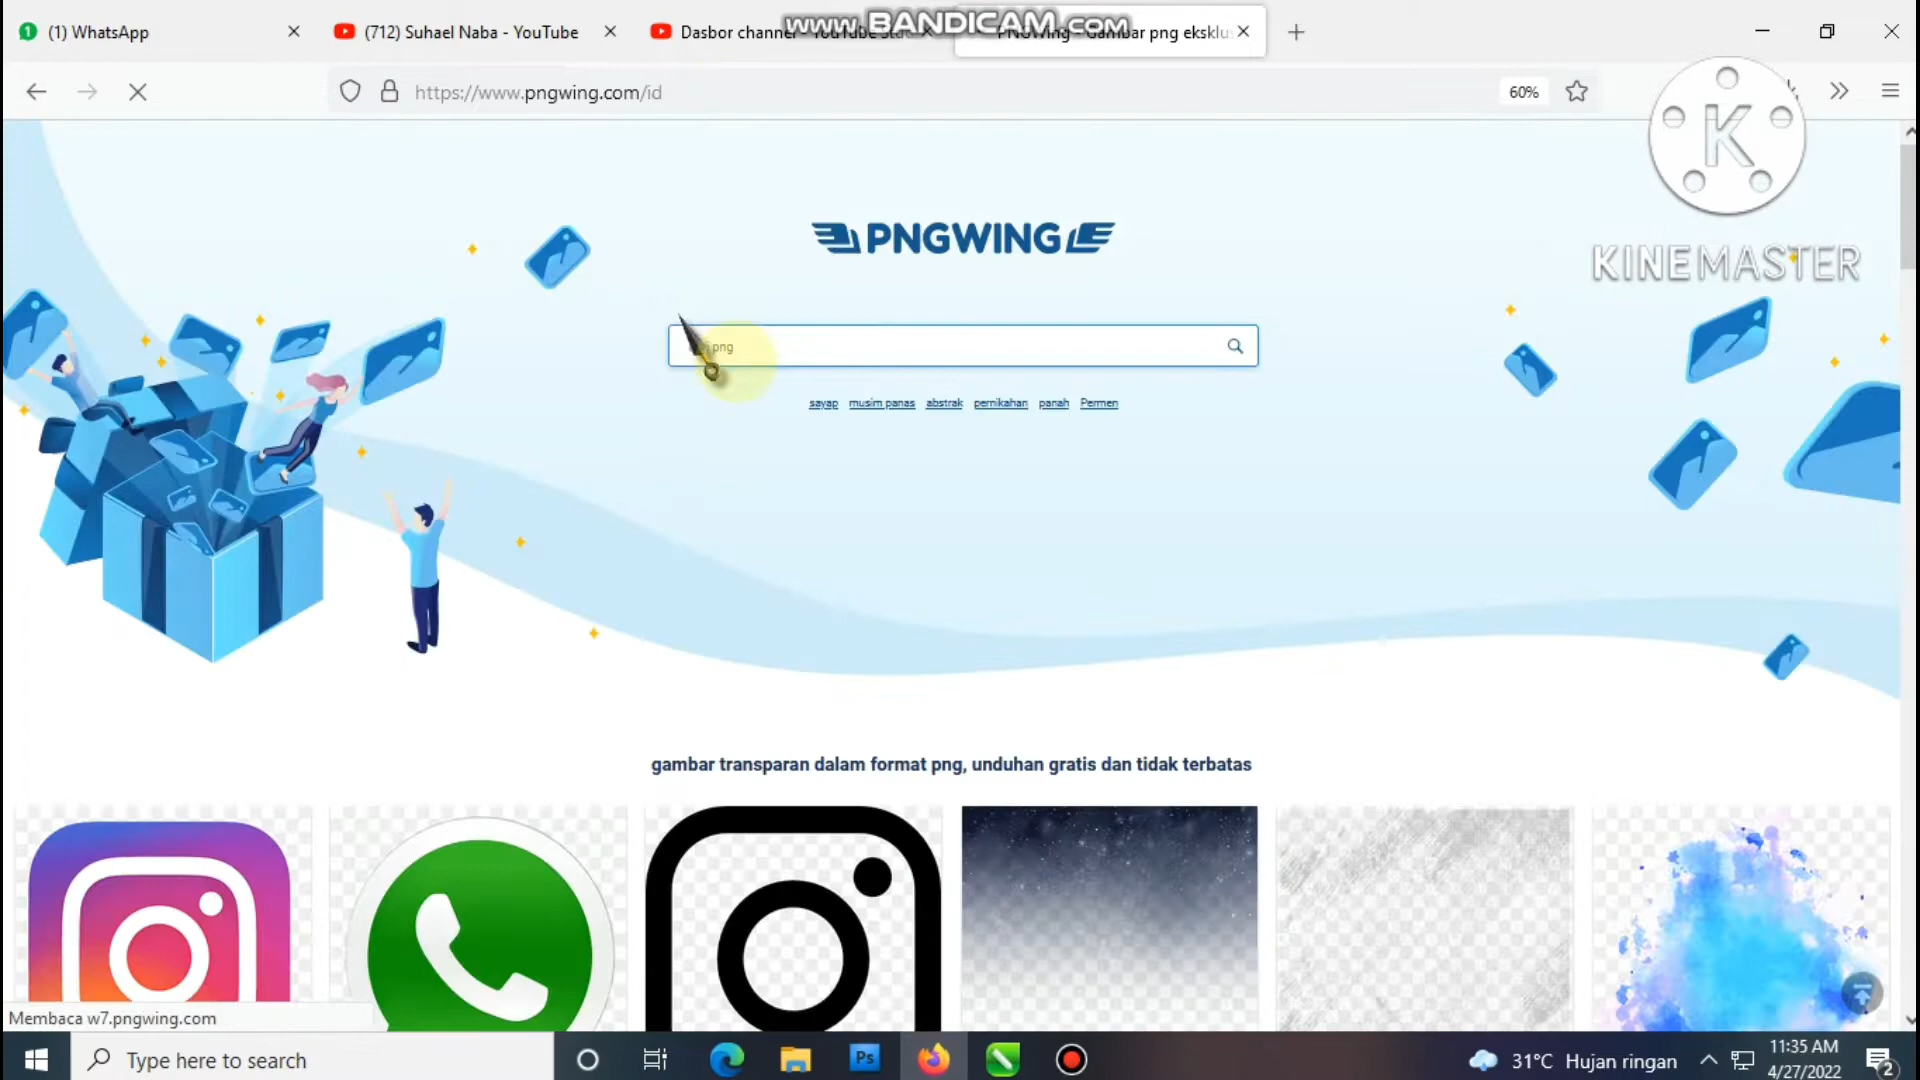 (1) WhatsApp
(712) Suhael Naba - YouTube
Dasbor channel - YouTube
PNGWing - Gambar png eksklu
www.BANDICAM.com
https://www.pngwing.com/id
60%
K
KINEMASTER
PNGWING
png
sayap musim panas abstrak pernikahan panah Permen
gambar transparan dalam format png, unduhan gratis dan tidak terbatas
Membaca w7.pngwing.com
Type here to search
Ps
31°C Hujan ringan
11:35 AM
4/27/2022
2